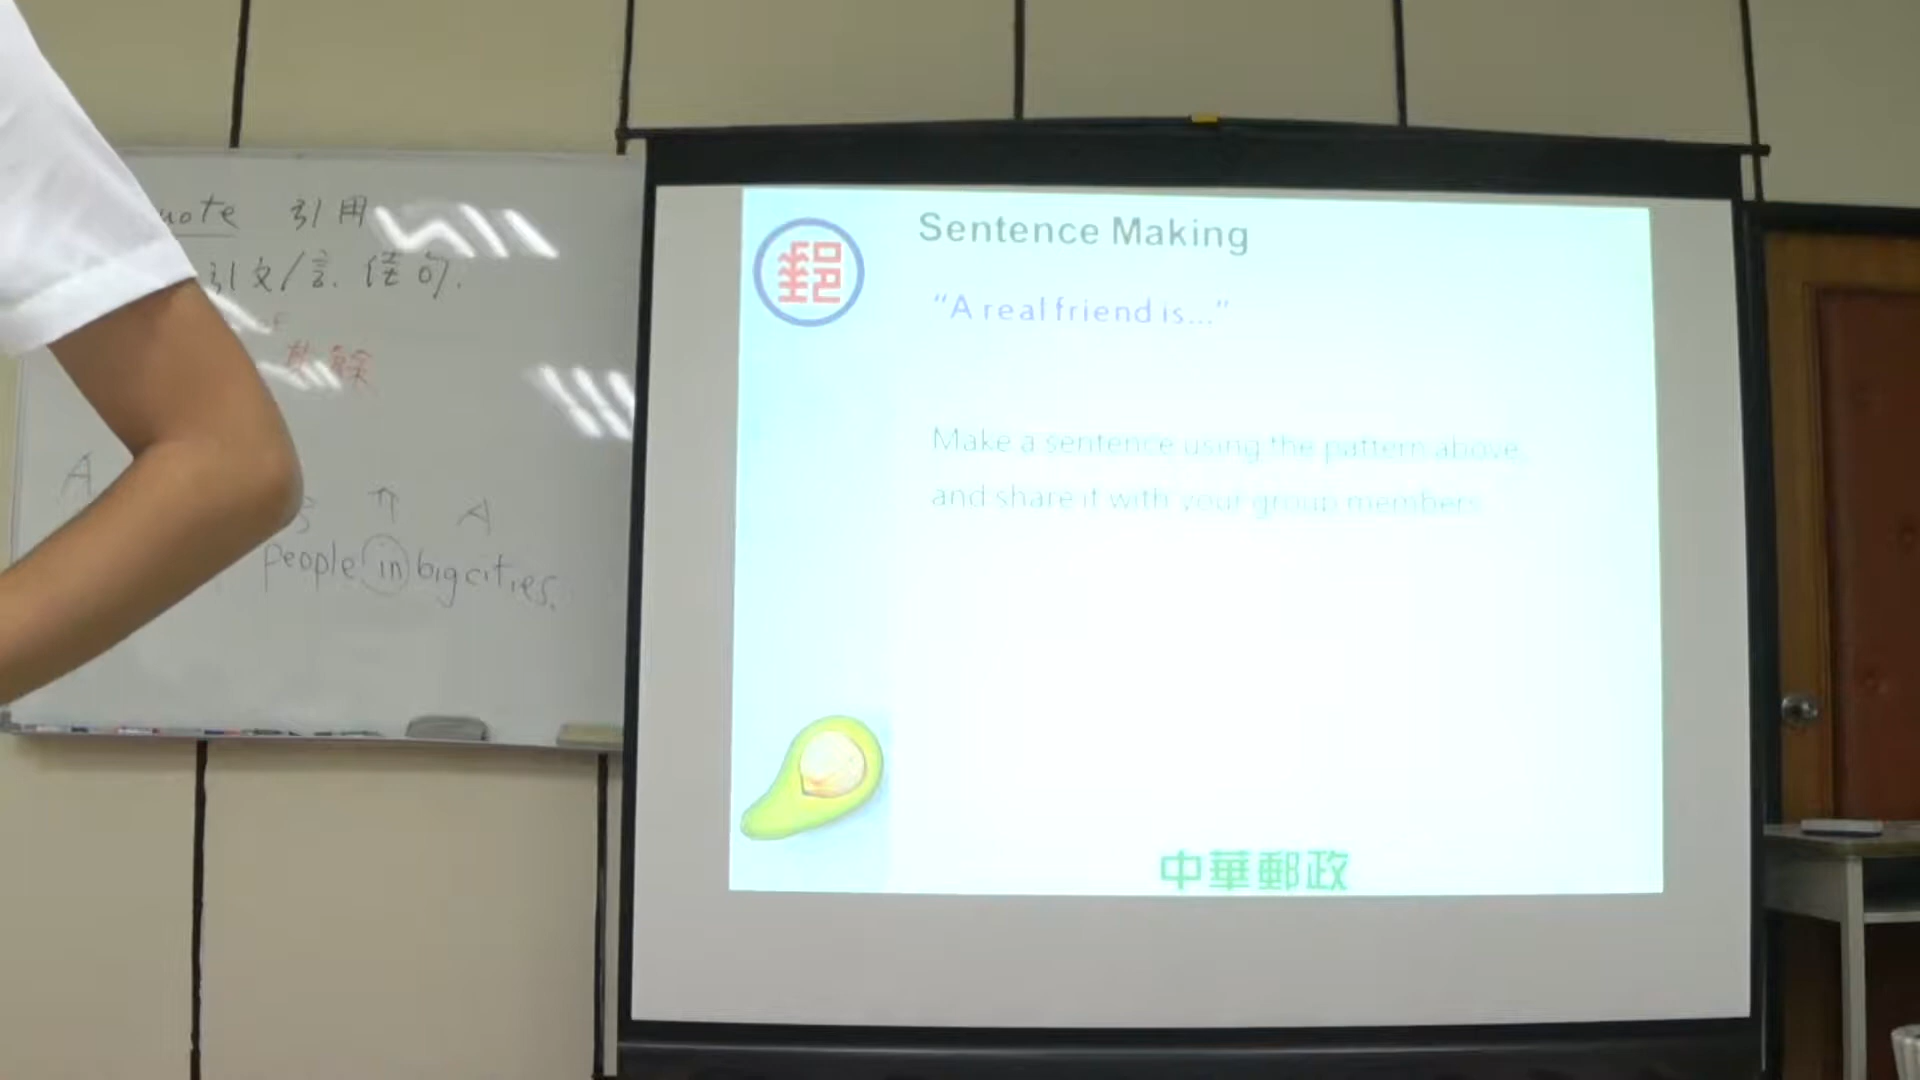 引用
引文/言. 佳句.
A
A
people in big cities.
郵
Sentence Making
“A real friend is...”
Make a sentence using the pattern above,
and share it with your group members.
中華郵政